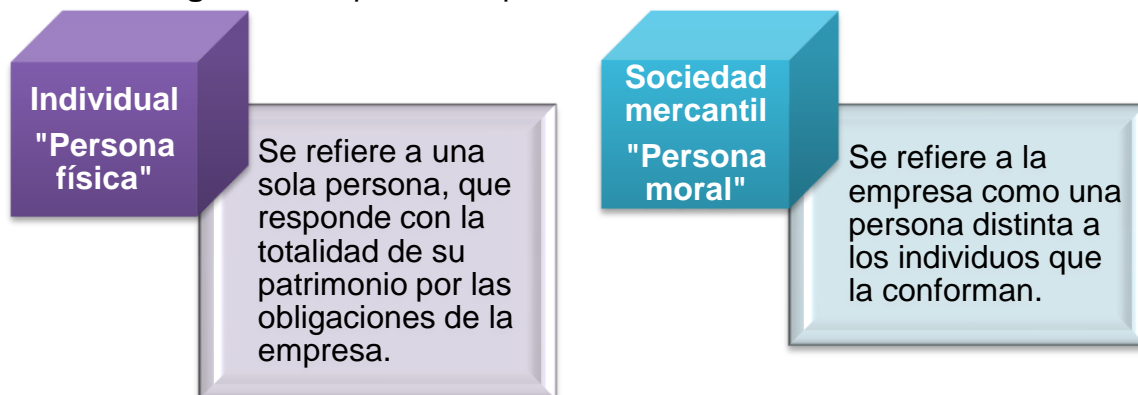 Individual
"Persona
física"
Se refiere a una
sola persona, que
responde con la
totalidad de su
patrimonio por las
obligaciones de la
empresa.
Sociedad
mercantil
"Persona
moral"
Se refiere a la
empresa como una
persona distinta a
los individuos que
la conforman.